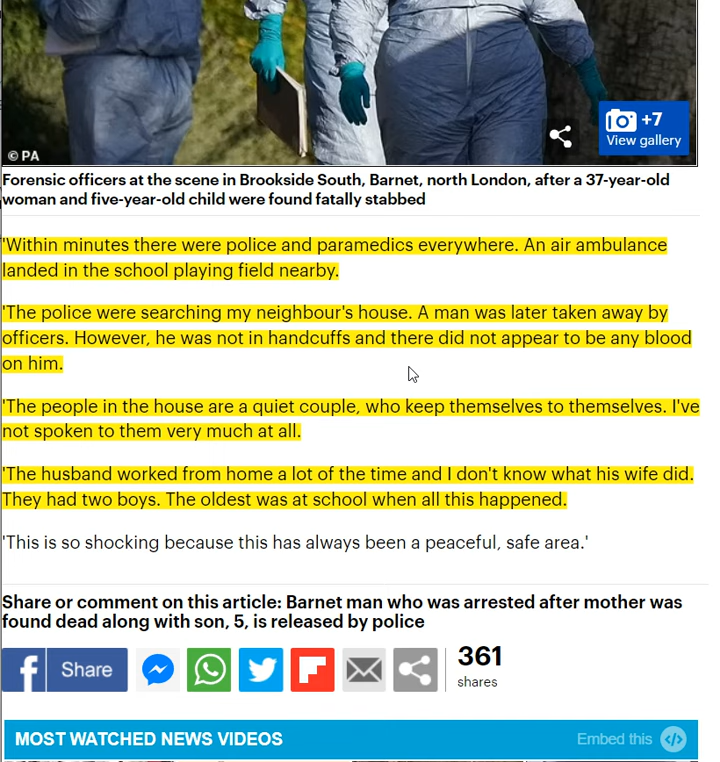 +7
View gallery
© PA
Forensic officers at the scene in Brookside South, Barnet, north London, after a 37-year-old
woman and five-year-old child were found fatally stabbed
'Within minutes there were police and paramedics everywhere. An air ambulance
landed in the school playing field nearby.
'The police were searching my neighbour's house. A man was later taken away by
officers. However, he was not in handcuffs and there did not appear to be any blood
on him.
'The people in the house are a quiet couple, who keep themselves to themselves. I've
not spoken to them very much at all.
'The husband worked from home a lot of the time and I don't know what his wife did.
They had two boys. The oldest was at school when all this happened.
'This is so shocking because this has always been a peaceful, safe area.'
Share or comment on this article: Barnet man who was arrested after mother was
found dead along with son, 5, is released by police
f Share
361
shares
MOST WATCHED NEWS VIDEOS
Embed this </>